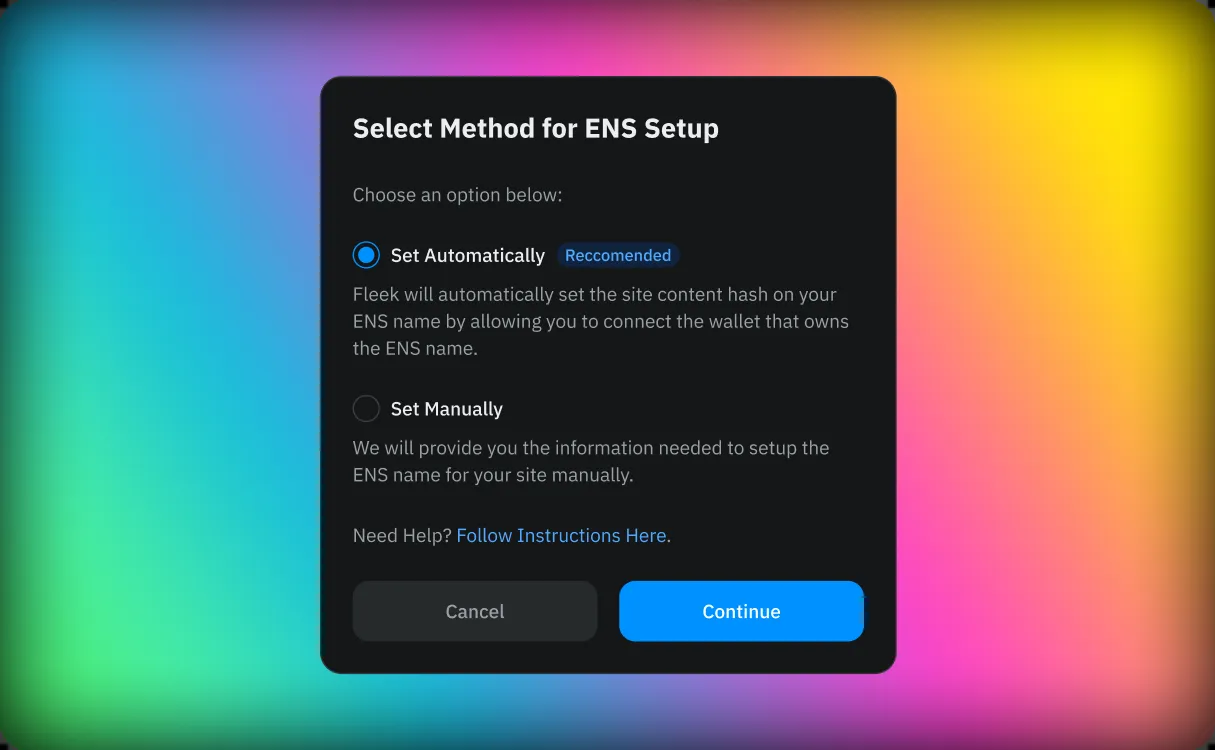 Select Method for ENS Setup
Choose an option below:
Set Automatically Reccomended
Fleek will automatically set the site content hash on your
ENS name by allowing you to connect the wallet that owns
the ENS name.
Set Manually
We will provide you the information needed to setup the
ENS name for your site manually.
Need Help? Follow Instructions Here.
Cancel Continue